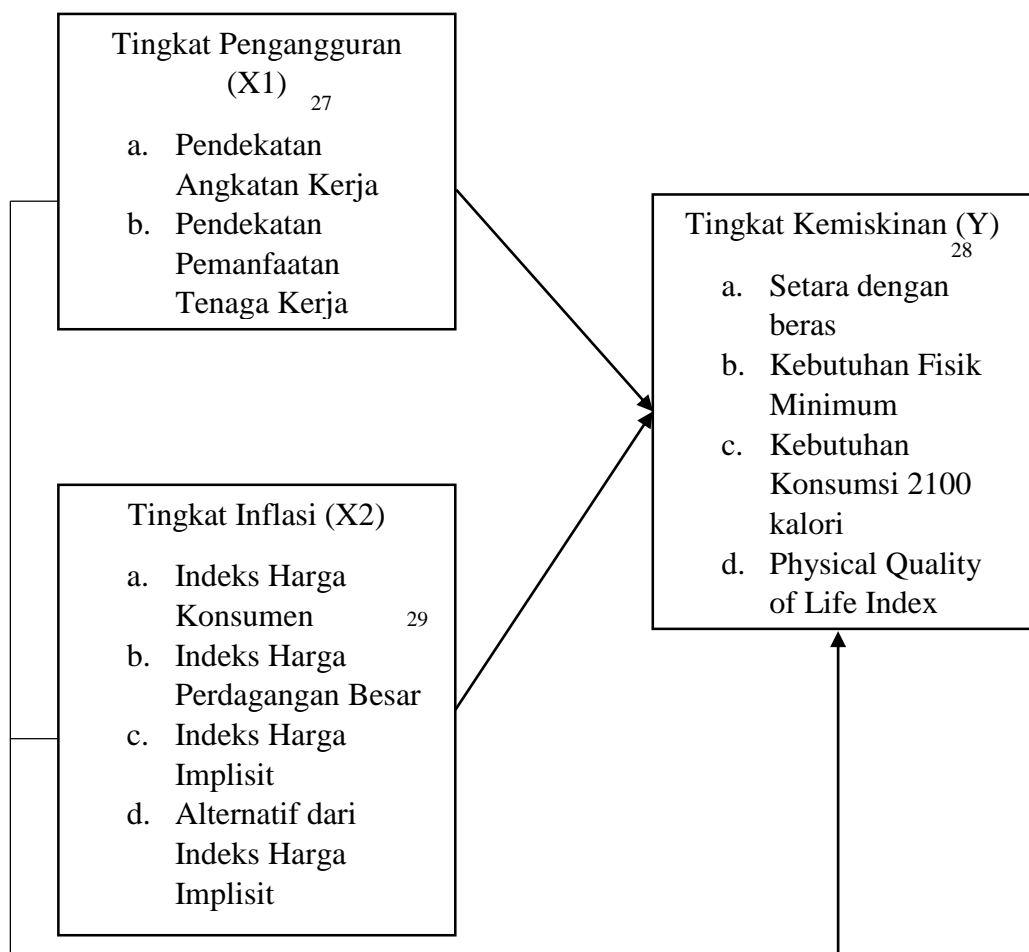 Tingkat Pengangguran
(X1) 27
a. Pendekatan
Angkatan Kerja
b. Pendekatan
Pemanfaatan
Tenaga Kerja
Tingkat Kemiskinan (Y)
28
a. Setara dengan
beras
b. Kebutuhan Fisik
Minimum
c. Kebutuhan
Konsumsi 2100
kalori
d. Physical Quality
of Life Index
Tingkat Inflasi (X2)
a. Indeks Harga
Konsumen 29
b. Indeks Harga
Perdagangan Besar
c. Indeks Harga
Implisit
d. Alternatif dari
Indeks Harga
Implisit